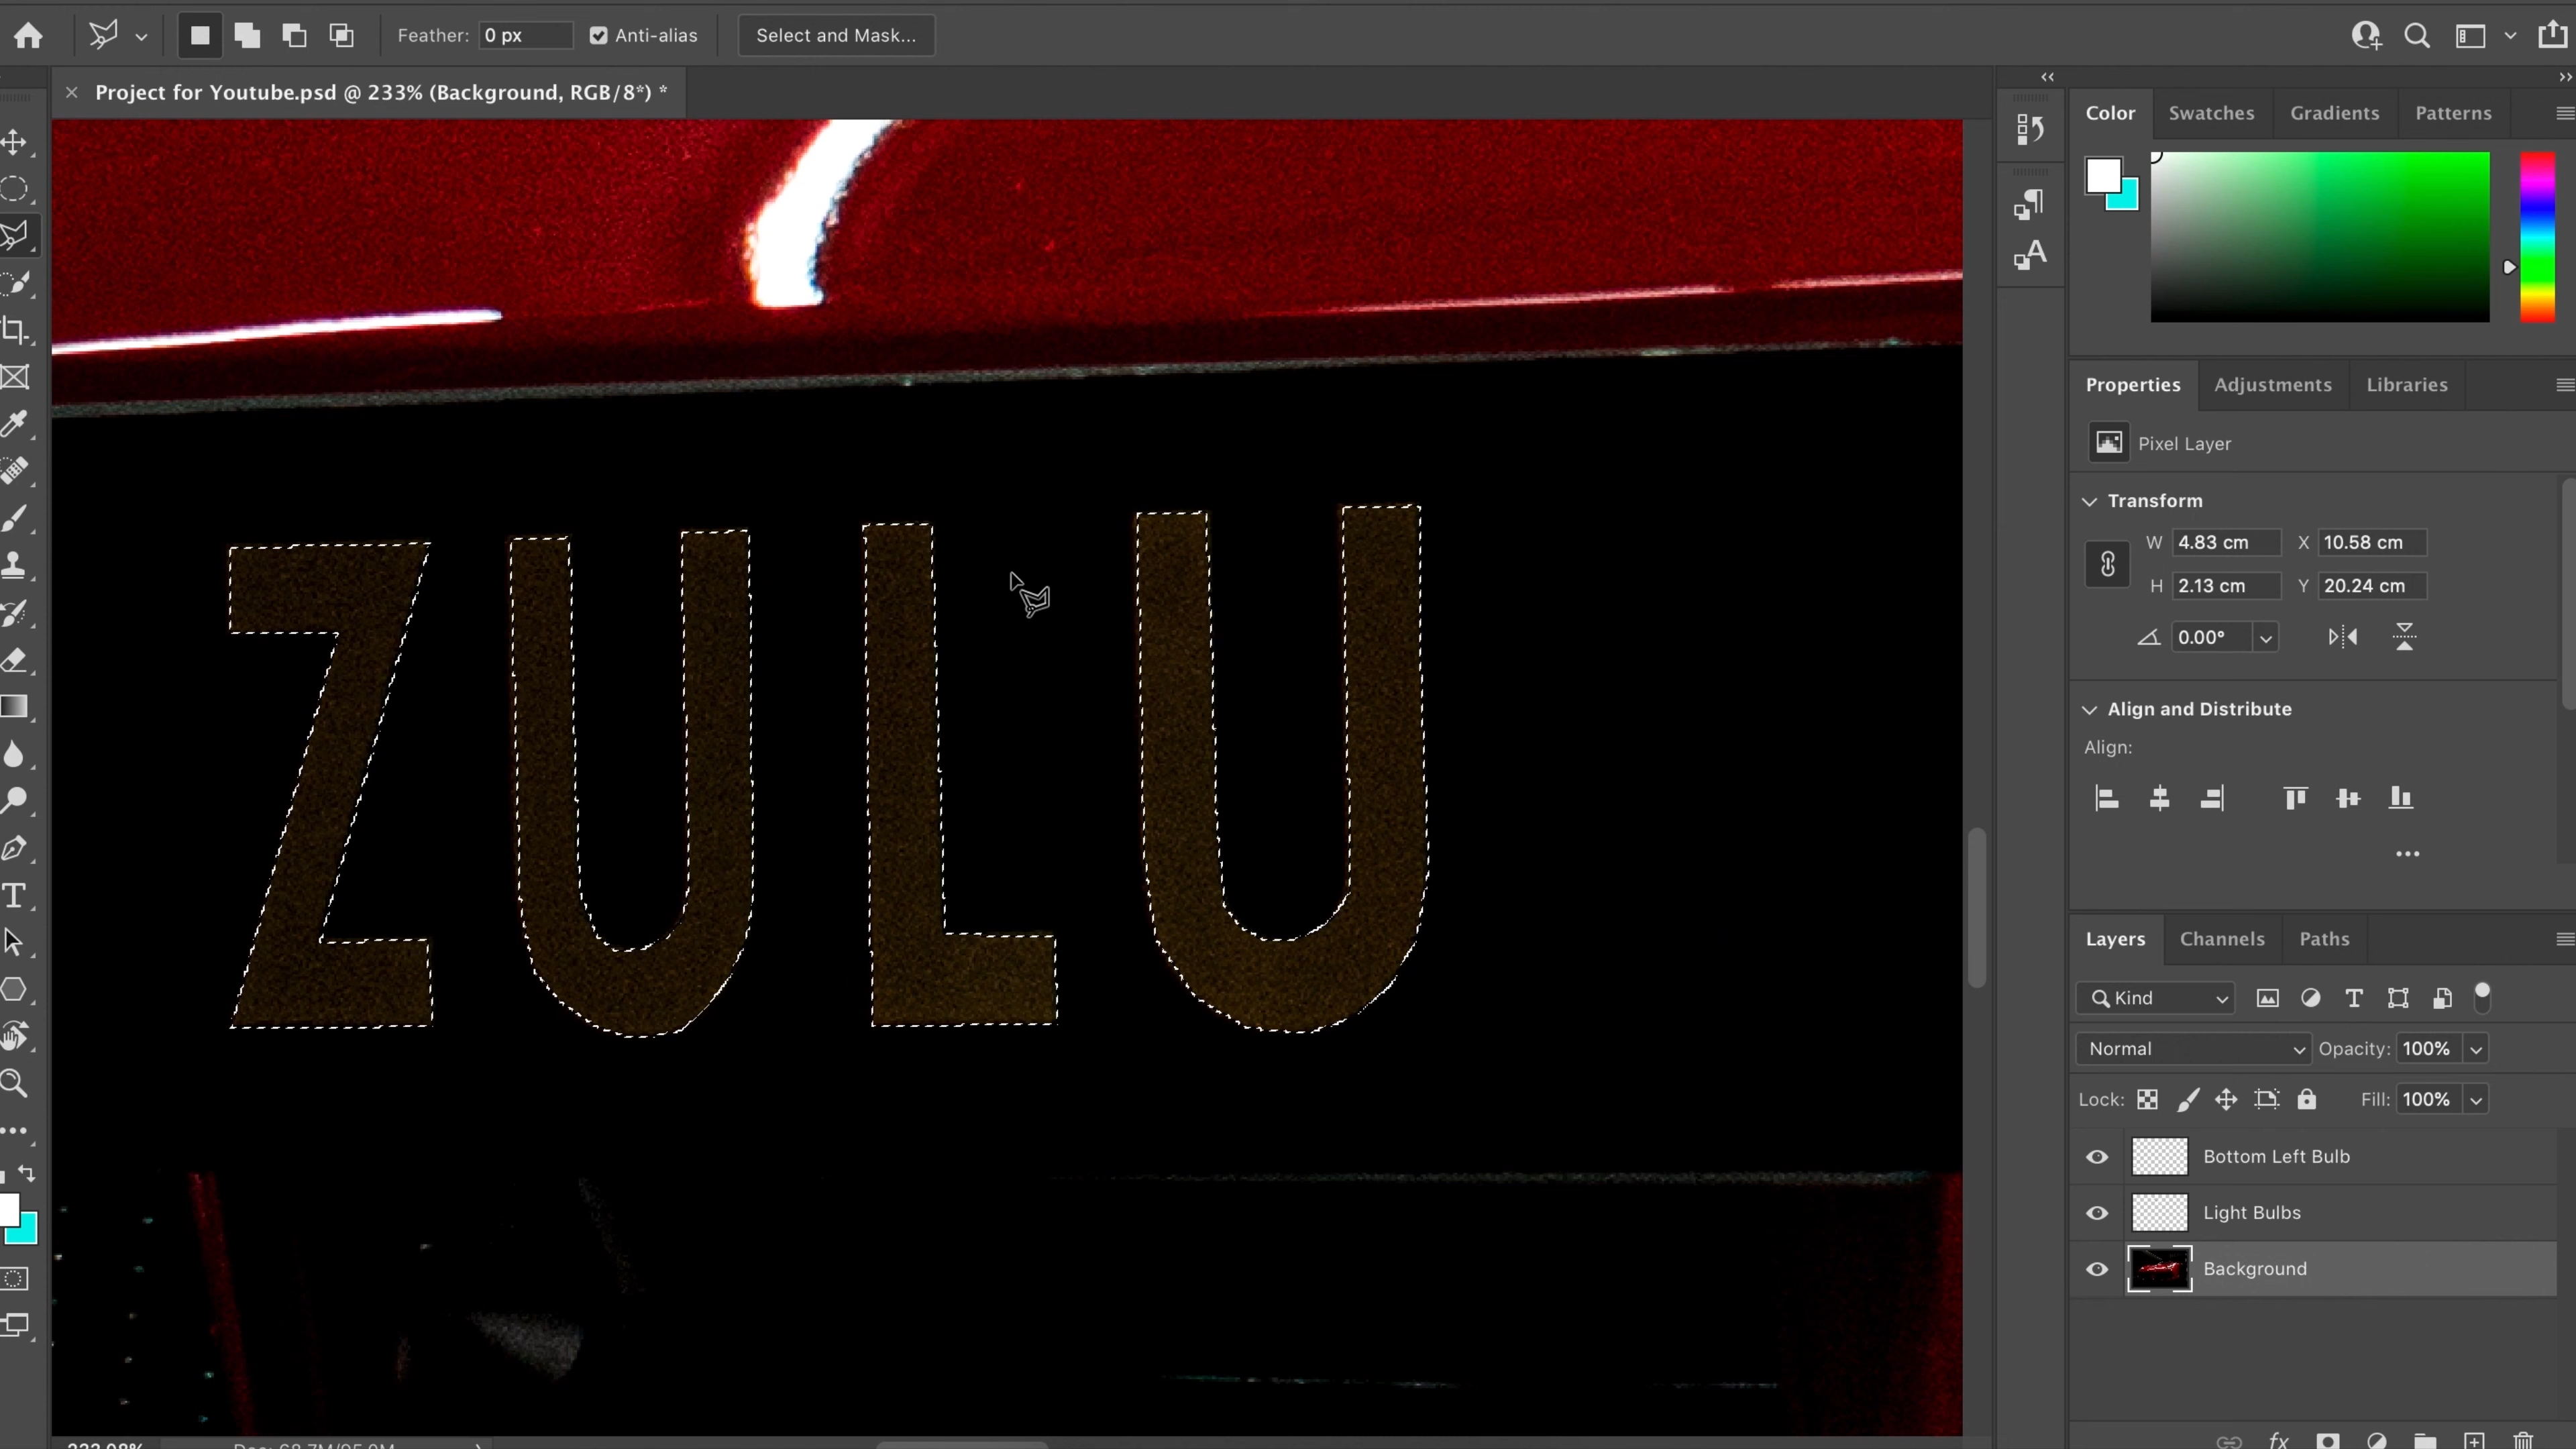 Feather: 0 px Anti-alias Select and Mask...
Project for Youtube.psd @ 233% (Background, RGB/8*) *
Color Swatches Gradients Patterns
Properties Adjustments Libraries
Pixel Layer
Transform
W 4.83 cm X 10.58 cm
H 2.13 cm Y 20.24 cm
0.00°
Align and Distribute
Align:
ZULU
Layers Channels Paths
Kind
Normal Opacity: 100%
Lock: Fill: 100%
Bottom Left Bulb
Light Bulbs
Background
fx